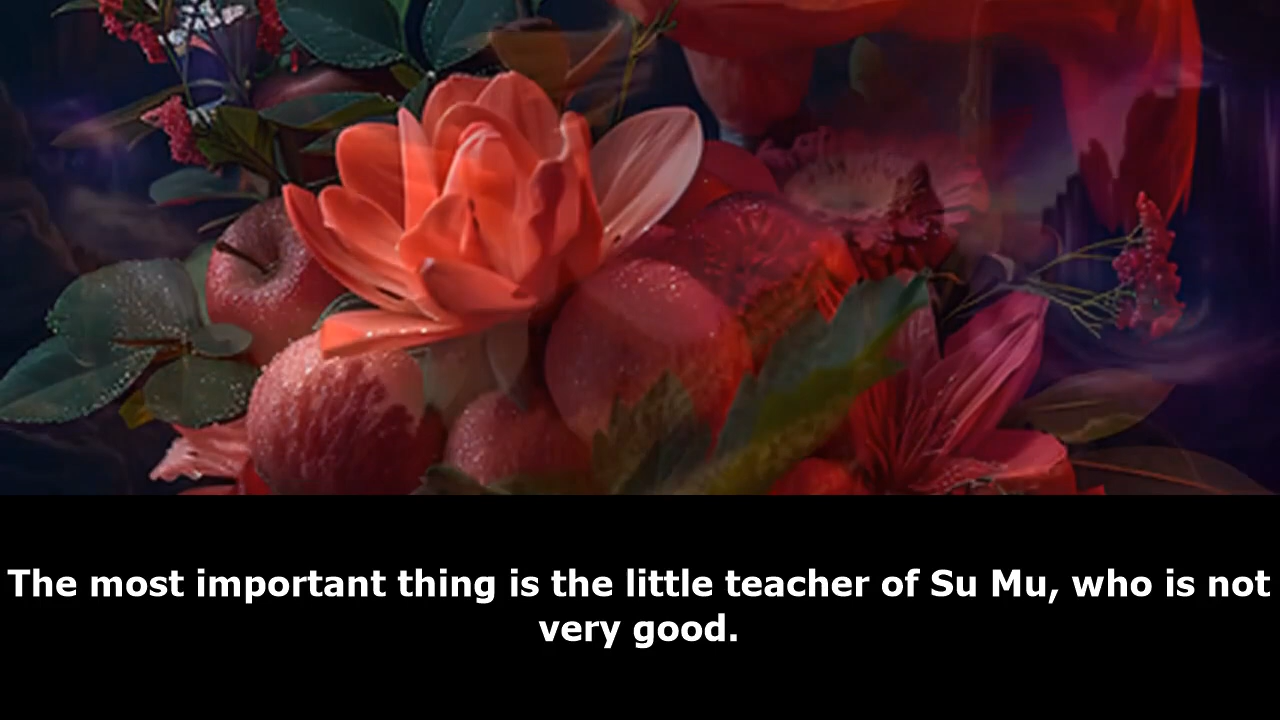 The most important thing is the little teacher of Su Mu, who is not
very good.